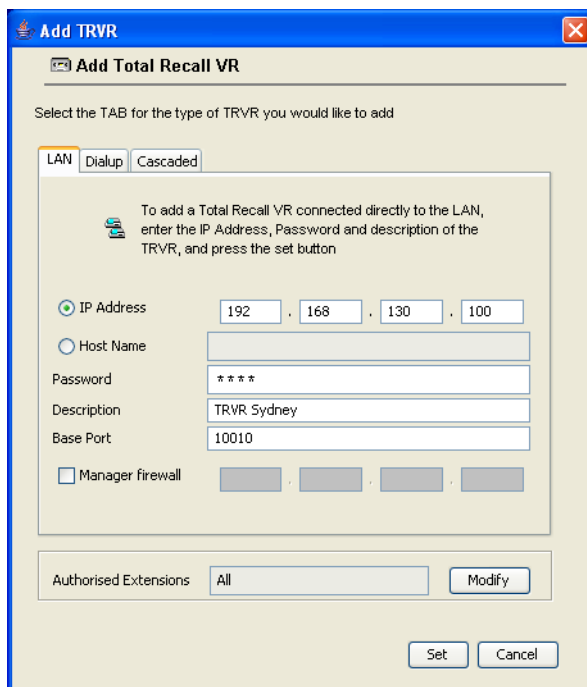 Add TRVR
Add Total Recall VR
Select the TAB for the type of TRVR you would like to add
LAN Dialup Cascaded
To add a Total Recall VR connected directly to the LAN,
enter the IP Address, Password and description of the
TRVR, and press the set button
IP Address 192 . 168 . 130 . 100
Host Name
Password ****
Description TRVR Sydney
Base Port 10010
Manager firewall . . .
Authorised Extensions All Modify
Set Cancel